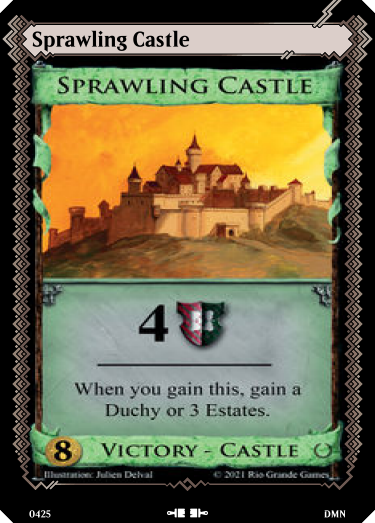 Sprawling Castle
SPRAWLING CASTLE
4
When you gain this, gain a
Duchy or 3 Estates.
8 VICTORY - CASTLE
Illustration: Julien Delval © 2021 Rio Grande Games
0425 DMN